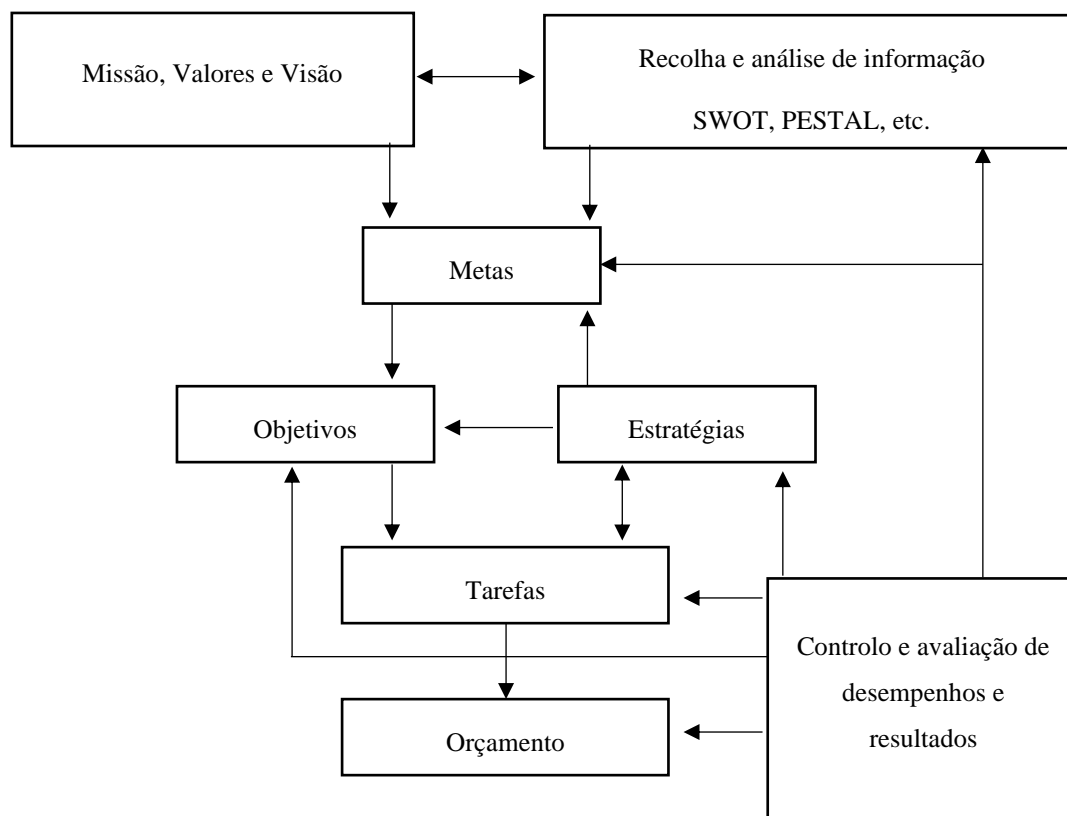 Missão, Valores e Visão
Recolha e análise de informação
SWOT, PESTAL, etc.
Metas
Objetivos
Estratégias
Tarefas
Controlo e avaliação de
desempenhos e
resultados
Orçamento